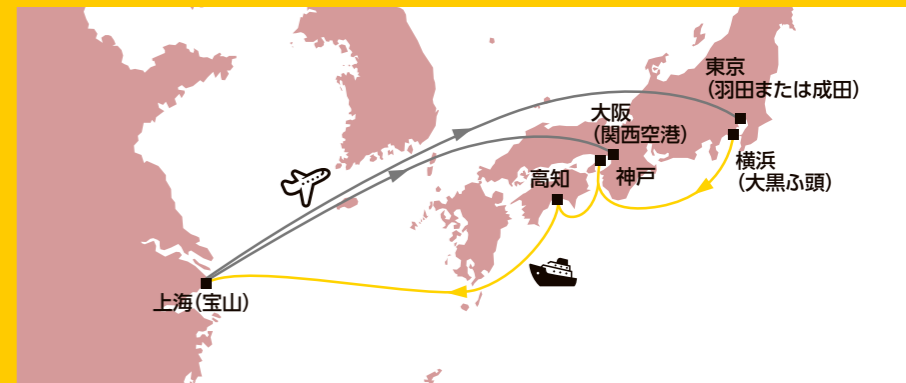 東京
(羽田または成田)
大阪
(関西空港)
横浜
(大黒ふ頭)
神戸
高知
上海(宝山)